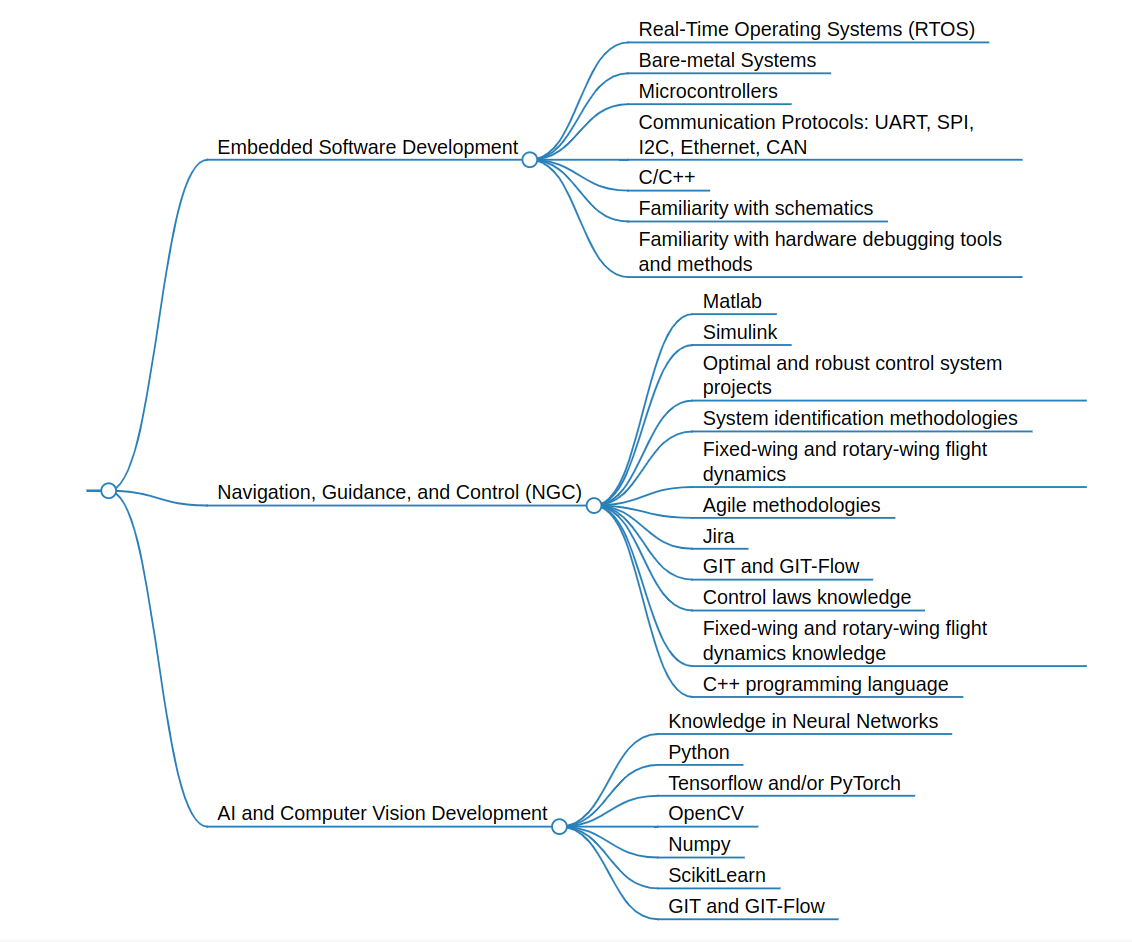 Real-Time Operating Systems (RTOS)
Bare-metal Systems
Microcontrollers
Communication Protocols: UART, SPI,
I2C, Ethernet, CAN
Embedded Software Development
C/C++
Familiarity with schematics
Familiarity with hardware debugging tools
and methods
Matlab
Simulink
Optimal and robust control system
projects
System identification methodologies
Fixed-wing and rotary-wing flight
dynamics
Navigation, Guidance, and Control (NGC)
Agile methodologies
Jira
GIT and GIT-Flow
Control laws knowledge
Fixed-wing and rotary-wing flight
dynamics knowledge
C++ programming language
Knowledge in Neural Networks
Python
Tensorflow and/or PyTorch
AI and Computer Vision Development
OpenCV
Numpy
ScikitLearn
GIT and GIT-Flow